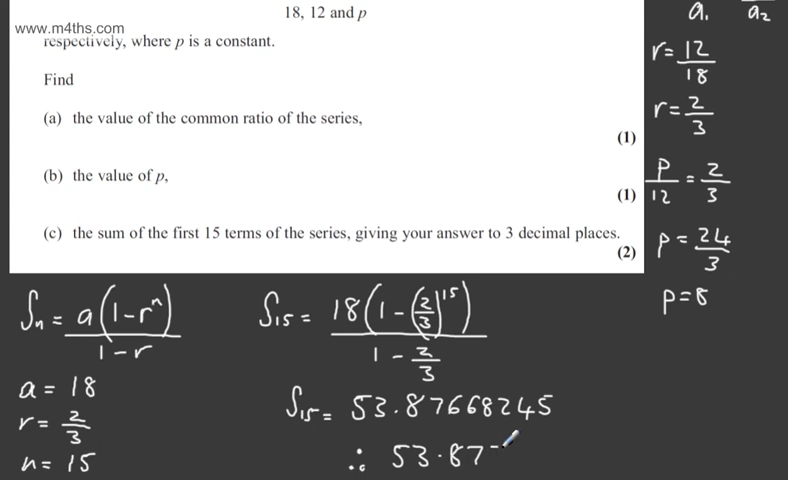 18, 12 and p
www.m4ths.com
respectively, where p is a constant.
Find
(a) the value of the common ratio of the series,
(1)
(b) the value of p,
(1)
(c) the sum of the first 15 terms of the series, giving your answer to 3 decimal places.
(2)
a₁ a₂
r = 12/18
r = 2/3
p/12 = 2/3
p = 24/3
p = 8
Sₙ = a(1-rⁿ)/1-r
a = 18
r = 2/3
n = 15
S₁₅ = 18(1-(2/3)¹⁵)/1-2/3
S₁₅ = 53.87668245
∴ 53.87